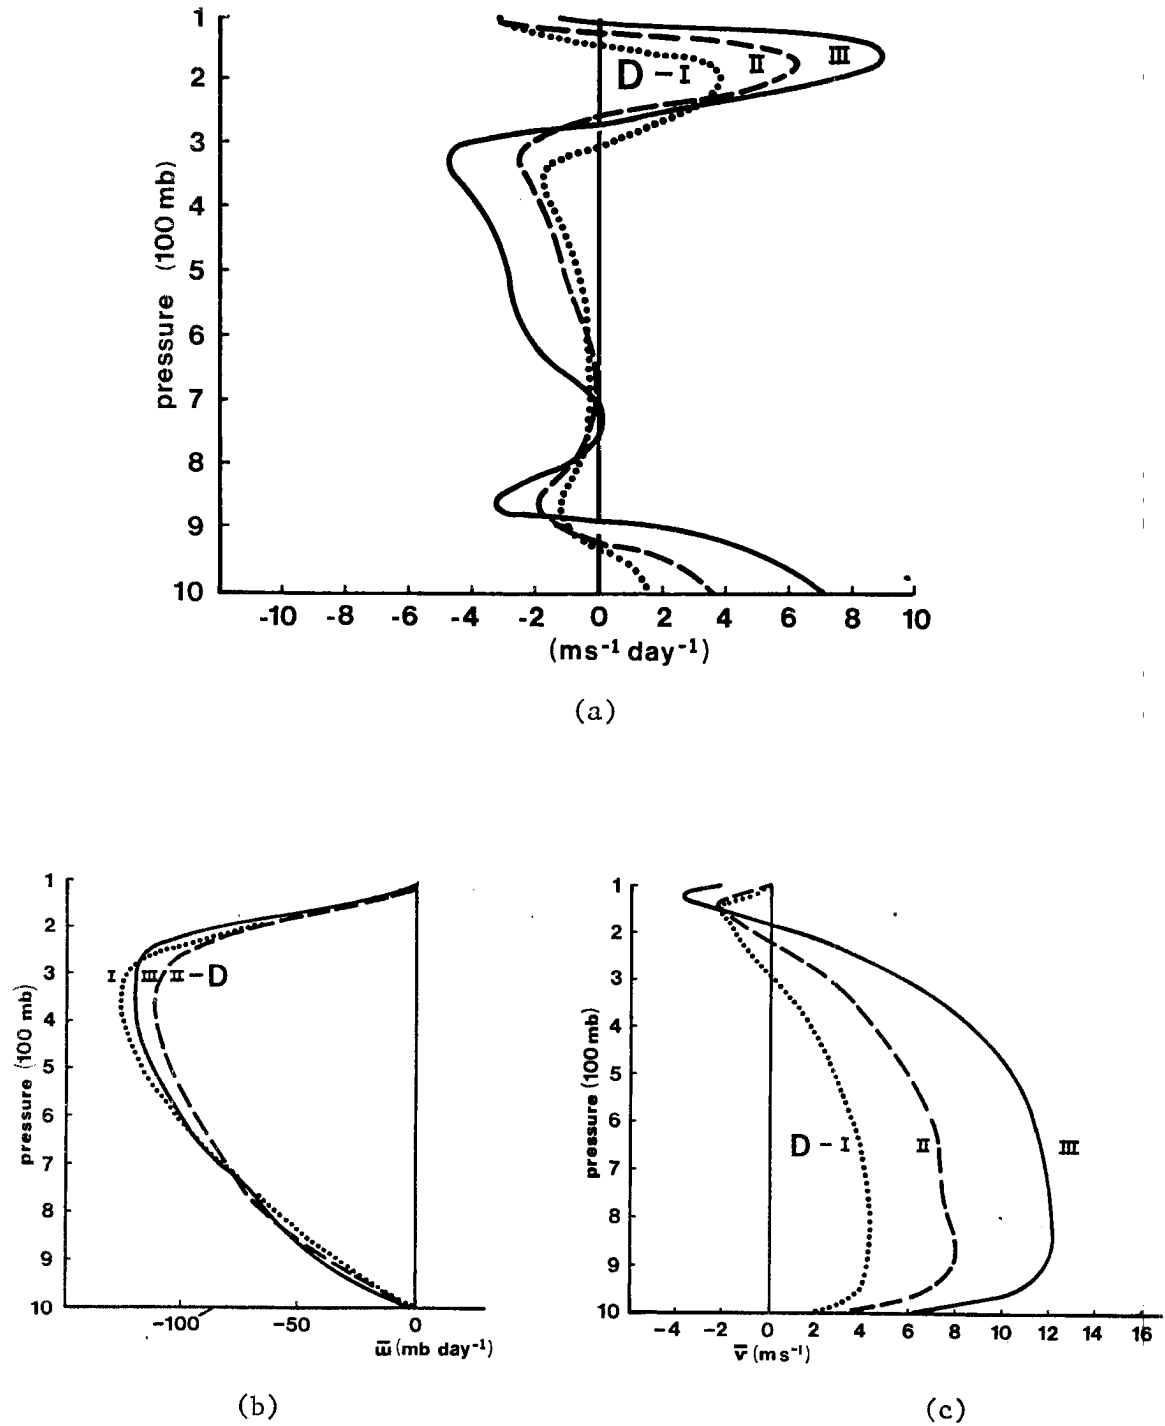 1
2
3
4
5
6
7
8
9
10
pressure (100 mb)
D - I II III
-10 -8 -6 -4 -2 0 2 4 6 8 10
(ms⁻¹ day⁻¹)
(a)
1
2
3
4
5
6
7
8
9
10
pressure (100 mb)
I III II - D
-100 -50 0
ω̅ (mb day⁻¹)
(b)
1
2
3
4
5
6
7
8
9
10
pressure (100 mb)
D - I II III
-4 -2 0 2 4 6 8 10 12 14 16
v̅ (ms⁻¹)
(c)